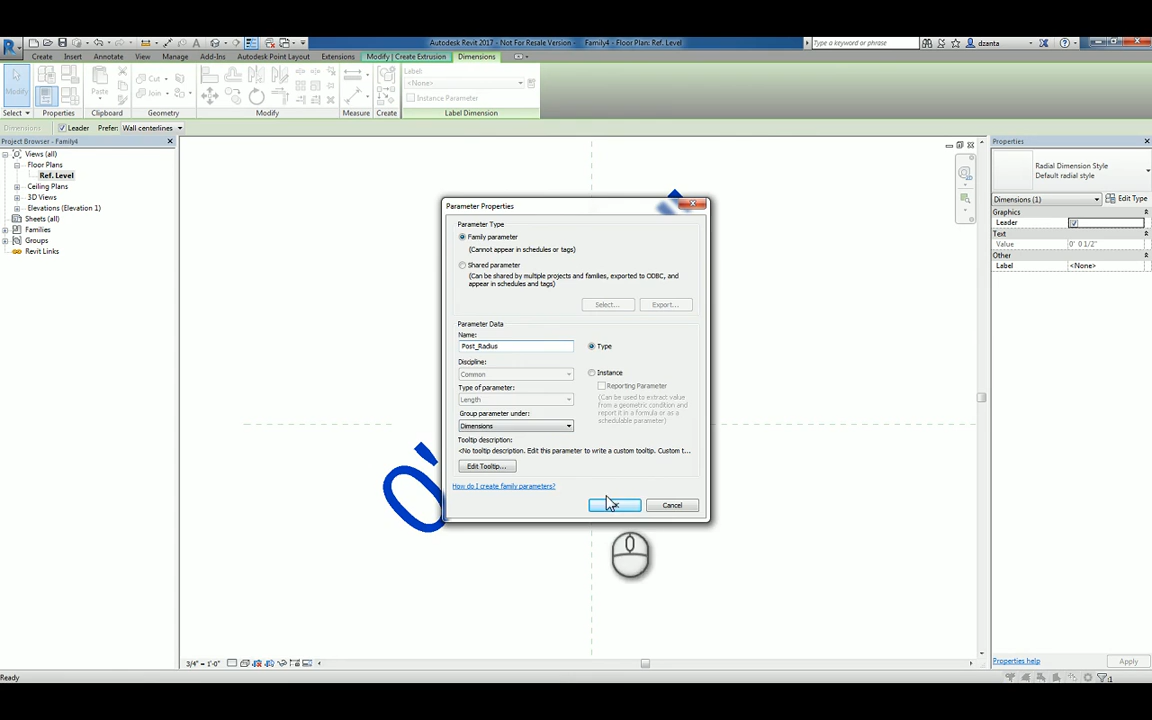 Autodesk Revit 2017 - Not For Resale Version - Family4 - Floor Plan: Ref. Level
Type a keyword or phrase
dzanta
Create Insert Annotate View Manage Add-Ins Autodesk Point Layout Extensions Modify | Create Extrusion Dimensions
Modify
Paste
Cut
Join
Label:
<None>
Instance Parameter
Select Properties Clipboard Geometry Modify Measure Create Label Dimension
Dimensions
Leader
Prefer: Wall centerlines
Project Browser - Family4
Views (all)
Floor Plans
Ref. Level
Ceiling Plans
3D Views
Elevations (Elevation 1)
Sheets (all)
Families
Groups
Revit Links
0'
Parameter Properties
Parameter Type
Family parameter
(Cannot appear in schedules or tags)
Shared parameter
(Can be shared by multiple projects and families, exported to ODBC, and
appear in schedules and tags)
Select...
Export...
Parameter Data
Name:
Post_Radius
Type
Discipline:
Common
Instance
Reporting Parameter
Type of parameter:
Length
(Can be used to extract value
from a geometric condition and
report it in a formula or as a
schedulable parameter)
Group parameter under:
Dimensions
Tooltip description:
<No tooltip description. Edit this parameter to write a custom tooltip. Custom t...
Edit Tooltip...
How do I create family parameters?
Cancel
Properties
Radial Dimension Style
Default radial style
Dimensions (1)
Edit Type
Graphics
Leader
Text
Value 0' 0 1/2"
Other
Label <None>
Properties help
Apply
3/4" = 1'-0"
Ready
:1